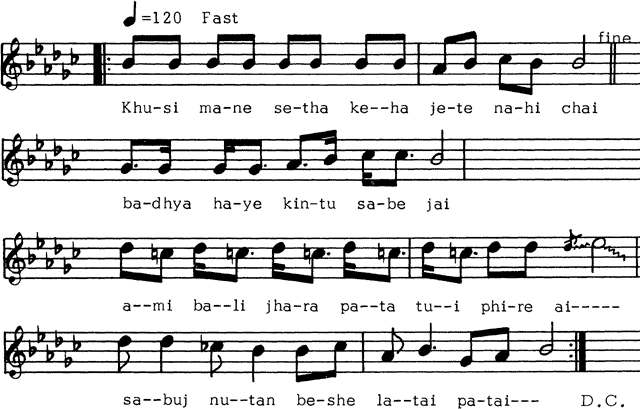 =120 Fast
fine
Khu-si ma-ne se-tha ke--ha je-te na-hi chai
ba-dhya ha-ye kin-tu sa-be jai
a--mi ba--li jha-ra pa--ta tu--i phi-re ai-----
sa--buj nu--tan be-she la--tai pa-tai--- D.C.